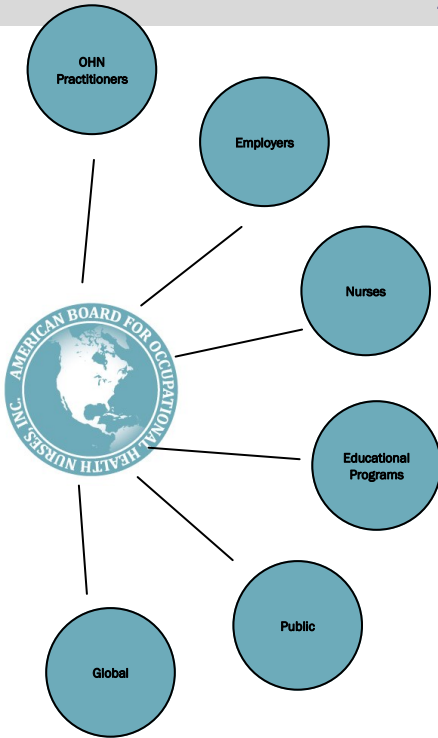 OHN
Practitioners
Employers
AMERICAN BOARD FOR OCCUPATIONAL HEALTH NURSES, INC.
Nurses
Educational
Programs
Public
Global